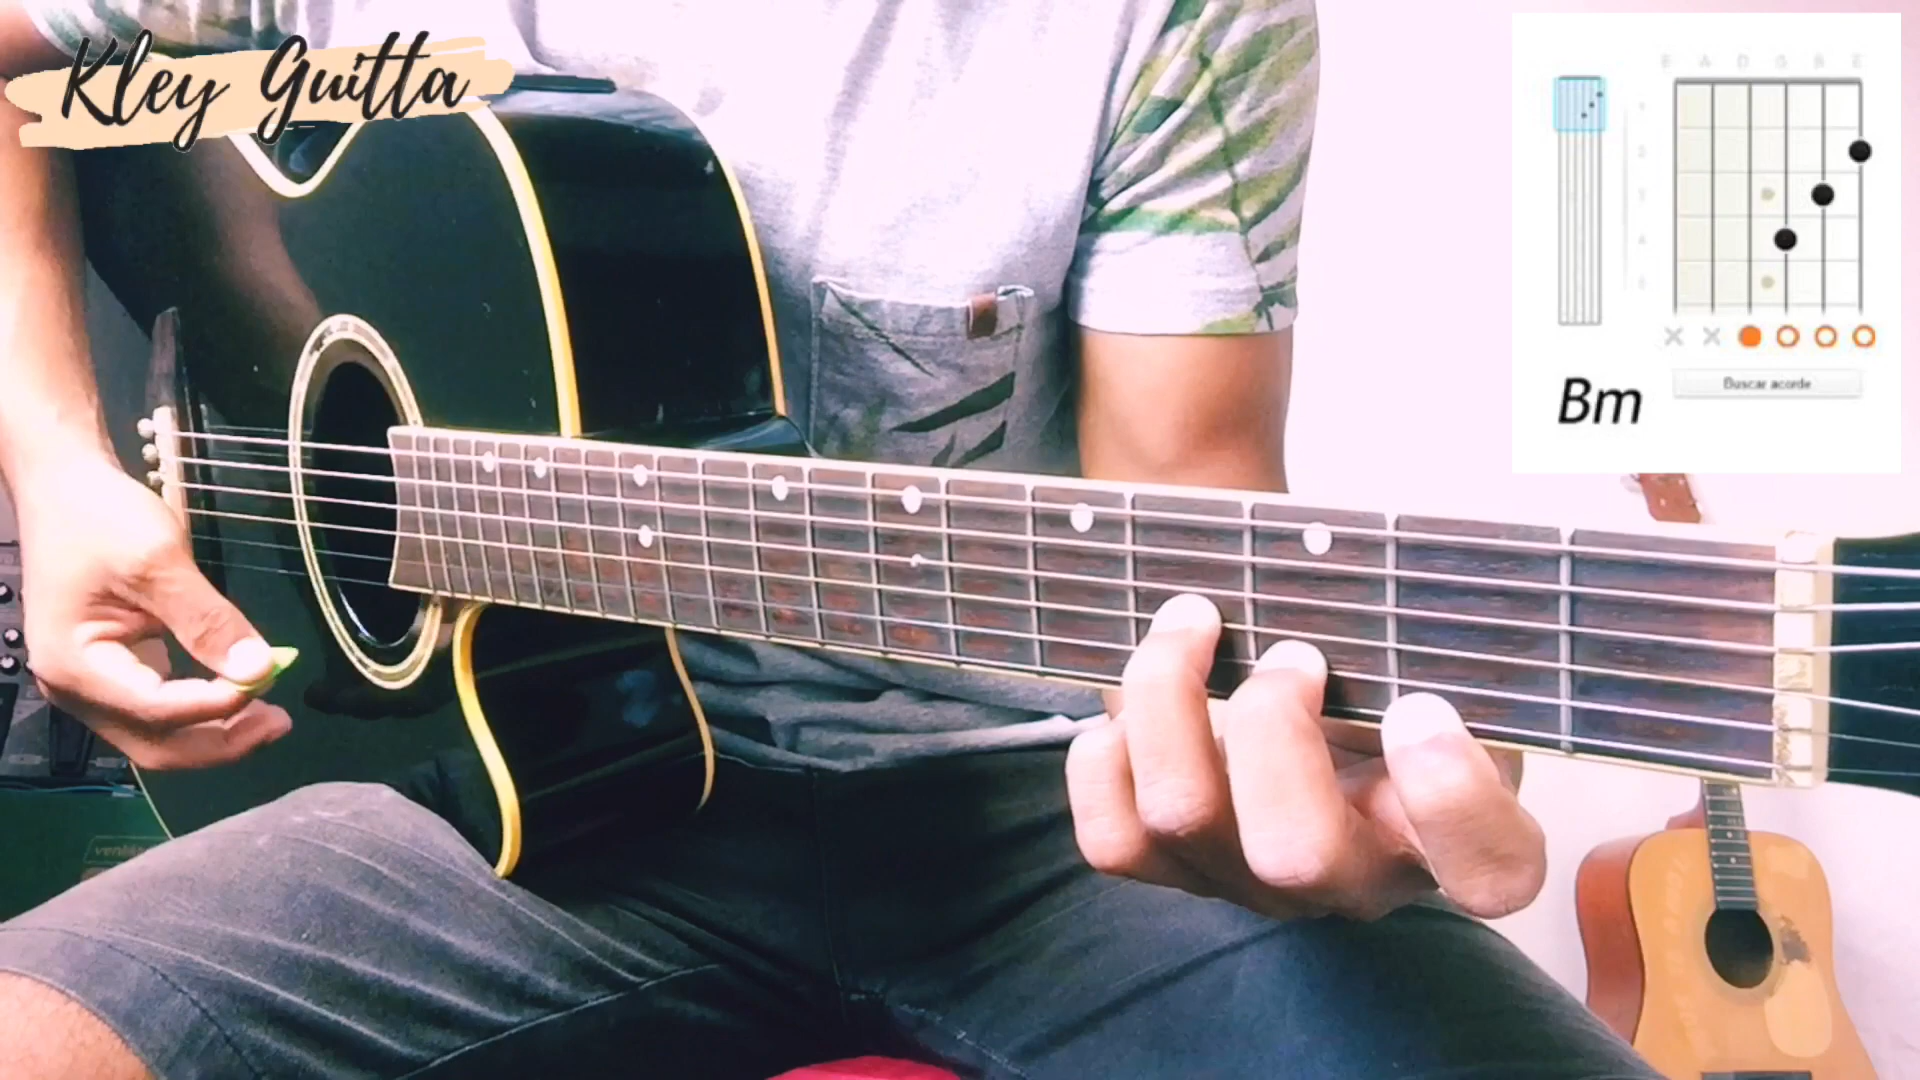 Kley Guitta
E A D G B E
X X
Buscar acorde
Bm